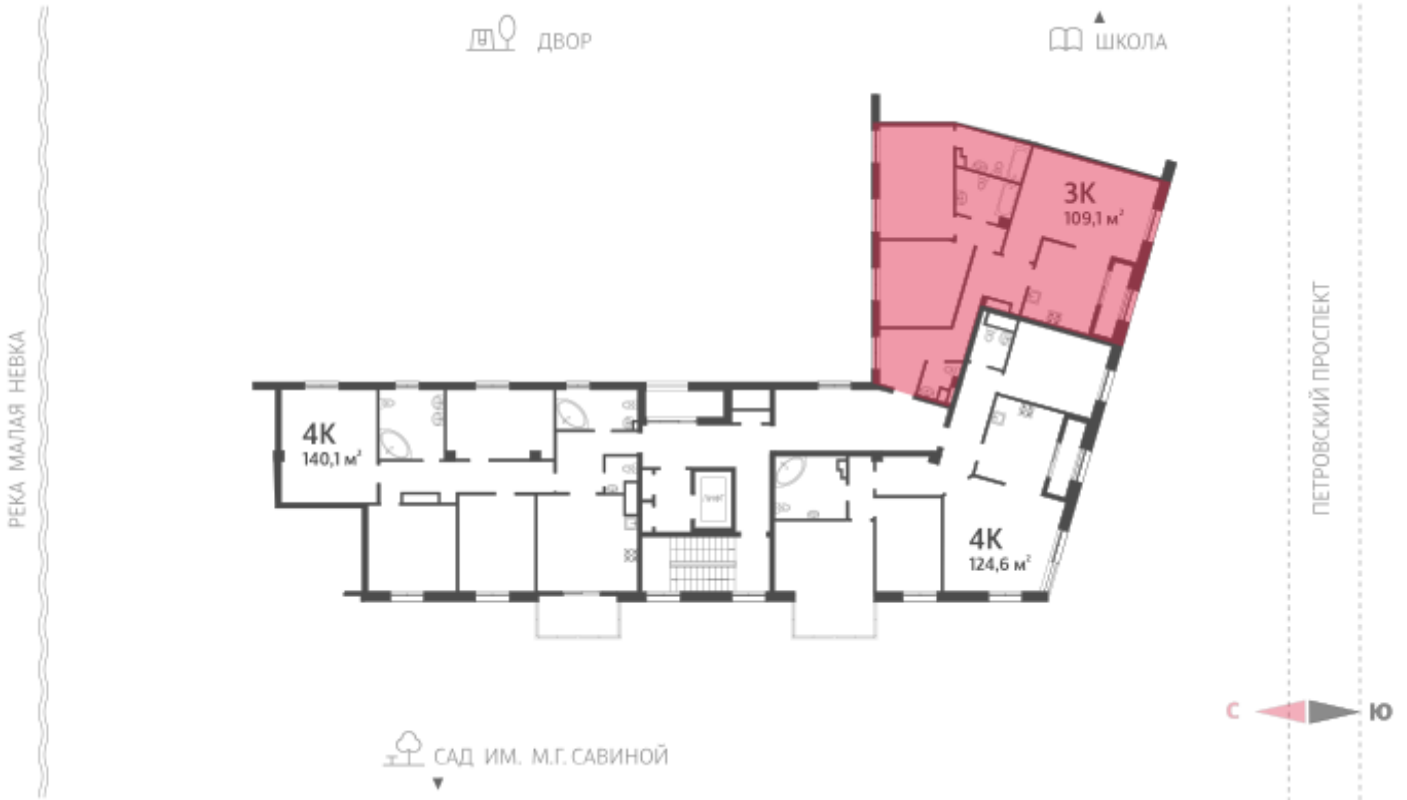 ДВОР
ШКОЛА
3К
109,1 м²
РЕКА МАЛАЯ НЕВКА
ПЕТРОВСКИЙ ПРОСПЕКТ
4К
140,1 м²
ЛИФТ
4К
124,6 м²
С
Ю
САД ИМ. М.Г. САВИНОЙ